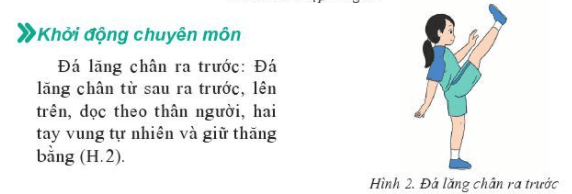 Khởi động chuyên môn
Đá lăng chân ra trước: Đá
lăng chân từ sau ra trước, lên
trên, dọc theo thân người, hai
tay vung tự nhiên và giữ thăng
bằng (H.2).
Hình 2. Đá lăng chân ra trước